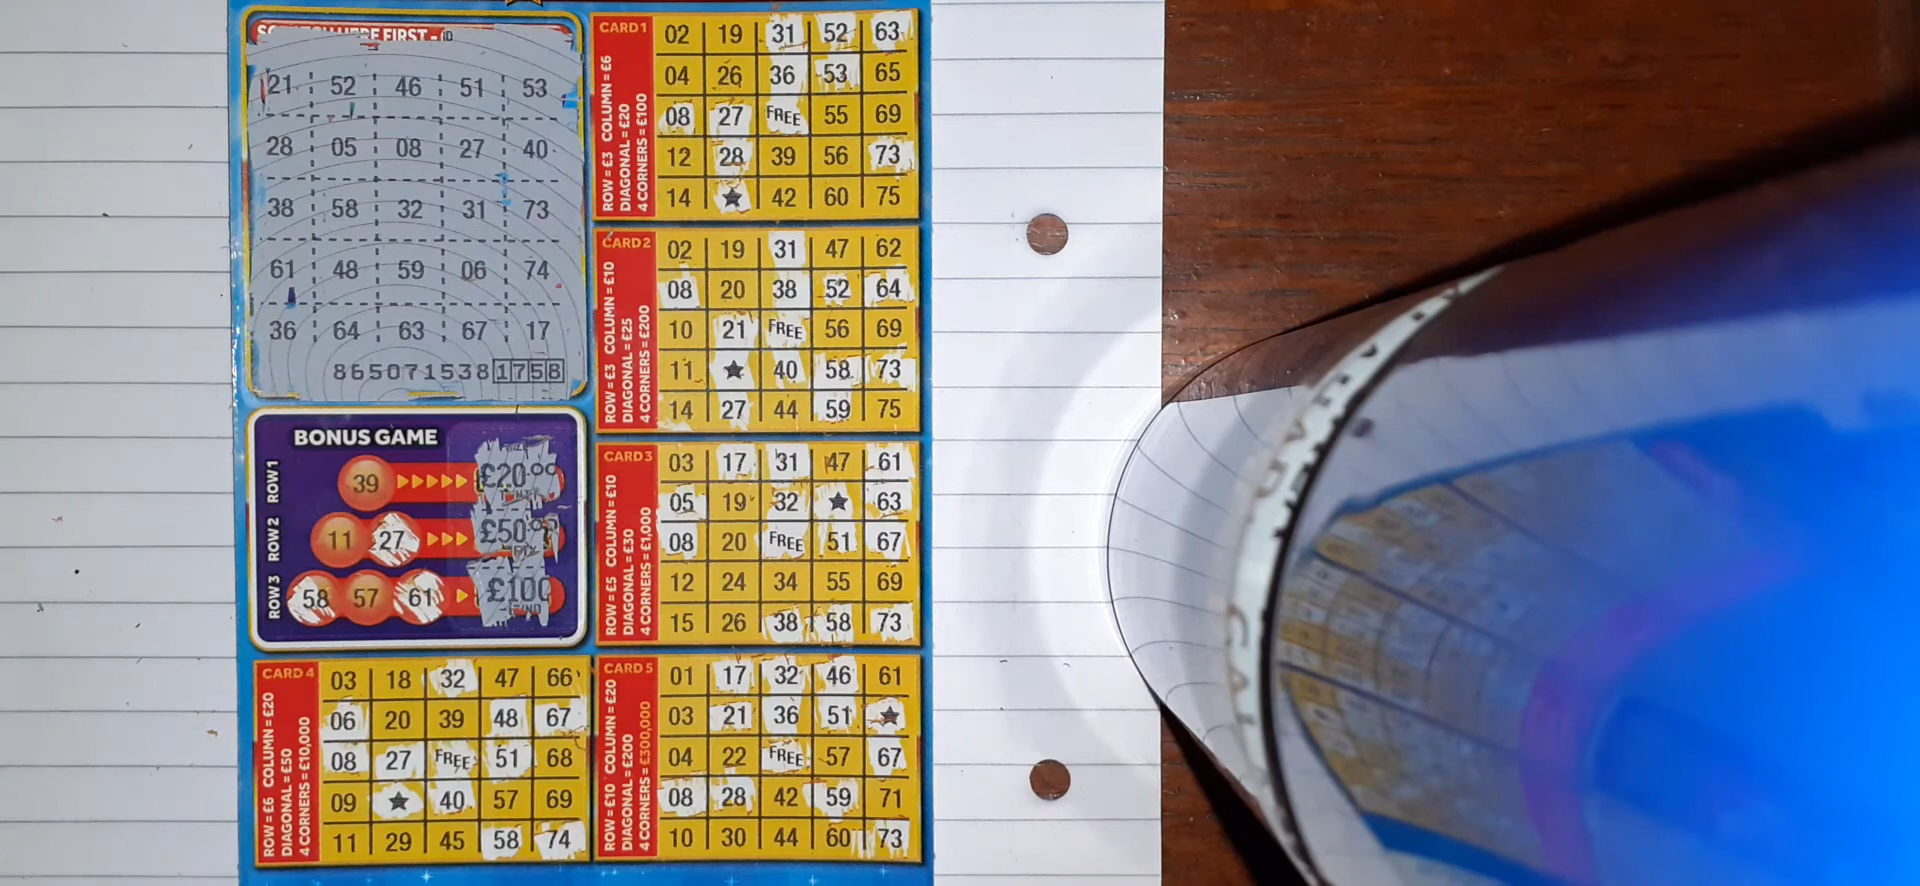 21 52 46 51 53
28 05 08 27 40
38 58 32 31 73
61 48 59 06 74
36 64 63 67 17
865071538 1758
BONUS GAME
ROW1 39 £20.00
ROW2 11 27 £50.00
ROW3 58 57 61 £100
CARD 1
ROW = £3 COLUMN = £6
DIAGONAL = £20
4 CORNERS = £100
02 19 31 52 63
04 26 36 53 65
08 27 FREE 55 69
12 28 39 56 73
14 ★ 42 60 75
CARD 2
ROW = £3 COLUMN = £10
DIAGONAL = £25
4 CORNERS = £200
02 19 31 47 62
08 20 38 52 64
10 21 FREE 56 69
11 ★ 40 58 73
14 27 44 59 75
CARD 3
ROW = £5 COLUMN = £10
DIAGONAL = £30
4 CORNERS = £1,000
03 17 31 47 61
05 19 32 ★ 63
08 20 FREE 51 67
12 24 34 55 69
15 26 38 58 73
CARD 4
ROW = £6 COLUMN = £20
DIAGONAL = £50
4 CORNERS = £10,000
03 18 32 47 66
06 20 39 48 67
08 27 FREE 51 68
09 ★ 40 57 69
11 29 45 58 74
CARD 5
ROW = £10 COLUMN = £20
DIAGONAL = £200
4 CORNERS = £300,000
01 17 32 46 61
03 21 36 51 ★
04 22 FREE 57 67
08 28 42 59 71
10 30 44 60 73